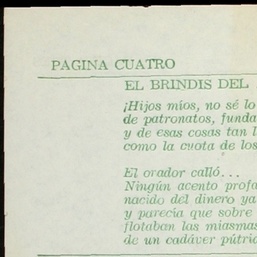 PAGINA CUATRO
EL BRINDIS DEL
¡Hijos míos, no sé lo
de patronatos, funda
y de esas cosas tan l
como la cuota de los
El orador calló...
Ningún acento profa
nacido del dinero ya
y parecía que sobre
flotaban las miasmas
de un cadáver pútri